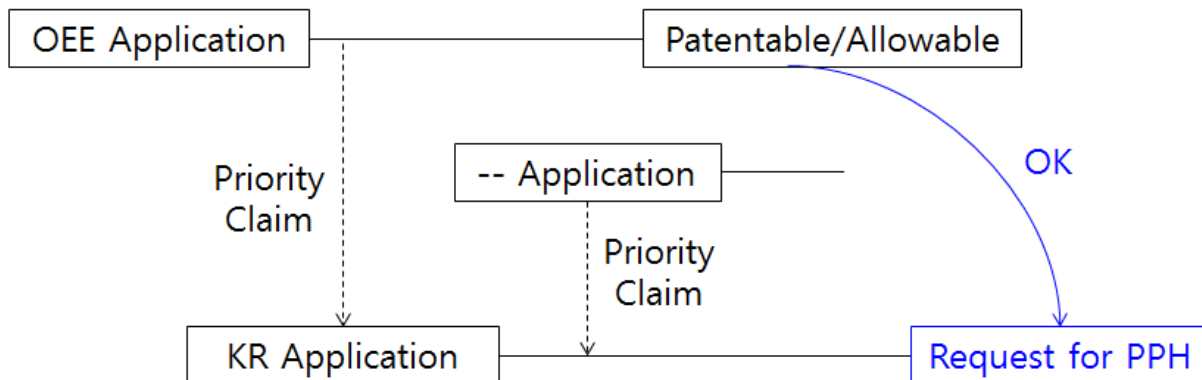 OEE Application
Patentable/Allowable
OK
-- Application
Priority
Claim
Priority
Claim
KR Application
Request for PPH